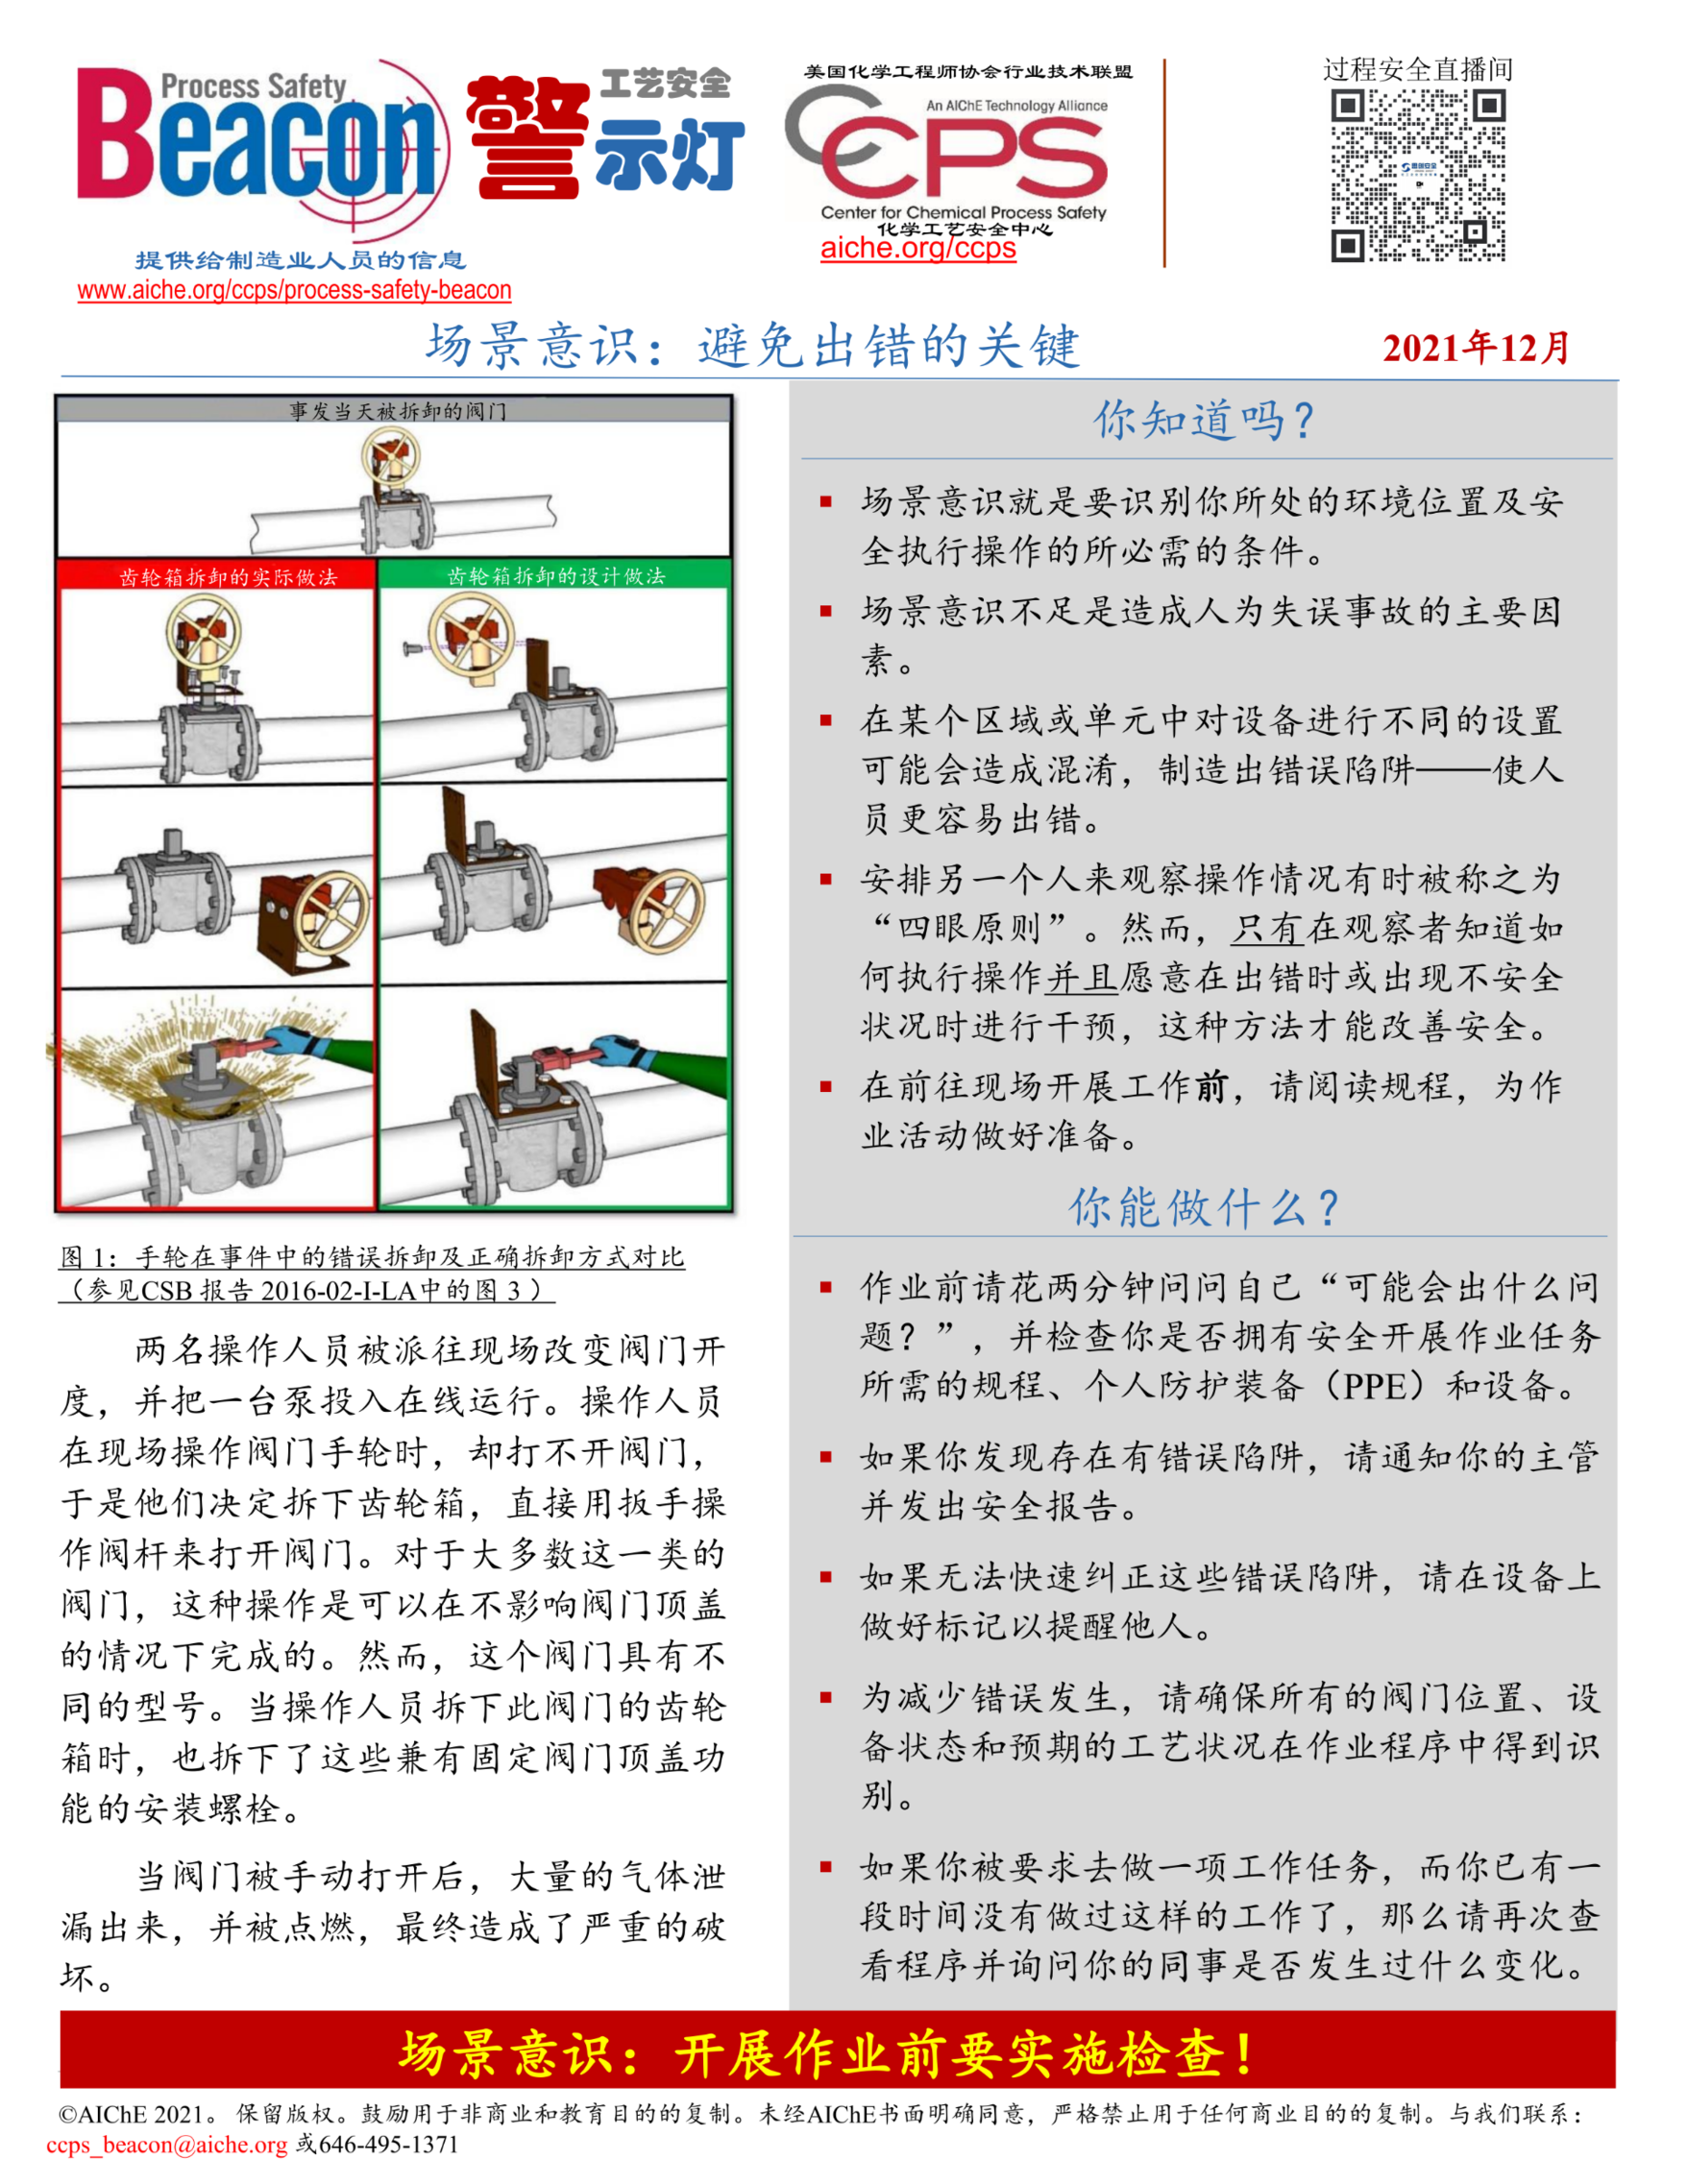 Process Safety
Beacon
警示灯
工艺安全
提供给制造业人员的信息
www.aiche.org/ccps/process-safety-beacon
美国化学工程师协会行业技术联盟
An AIChE Technology Alliance
CCPS
Center for Chemical Process Safety
化学工艺安全中心
aiche.org/ccps
过程安全直播间
场景意识：避免出错的关键
2021年12月
事发当天被拆卸的阀门
齿轮箱拆卸的实际做法
齿轮箱拆卸的设计做法
图 1：手轮在事件中的错误拆卸及正确拆卸方式对比
（参见CSB 报告 2016-02-I-LA中的图 3 ）
两名操作人员被派往现场改变阀门开
度，并把一台泵投入在线运行。操作人员
在现场操作阀门手轮时，却打不开阀门，
于是他们决定拆下齿轮箱，直接用扳手操
作阀杆来打开阀门。对于大多数这一类的
阀门，这种操作是可以在不影响阀门顶盖
的情况下完成的。然而，这个阀门具有不
同的型号。当操作人员拆下此阀门的齿轮
箱时，也拆下了这些兼有固定阀门顶盖功
能的安装螺栓。
当阀门被手动打开后，大量的气体泄
漏出来，并被点燃，最终造成了严重的破
坏。
你知道吗？
▪ 场景意识就是要识别你所处的环境位置及安
全执行操作的所必需的条件。
▪ 场景意识不足是造成人为失误事故的主要因
素。
▪ 在某个区域或单元中对设备进行不同的设置
可能会造成混淆，制造出错误陷阱——使人
员更容易出错。
▪ 安排另一个人来观察操作情况有时被称之为
“四眼原则”。然而，只有在观察者知道如
何执行操作并且愿意在出错时或出现不安全
状况时进行干预，这种方法才能改善安全。
▪ 在前往现场开展工作前，请阅读规程，为作
业活动做好准备。
你能做什么？
▪ 作业前请花两分钟问问自己“可能会出什么问
题？”，并检查你是否拥有安全开展作业任务
所需的规程、个人防护装备（PPE）和设备。
▪ 如果你发现存在有错误陷阱，请通知你的主管
并发出安全报告。
▪ 如果无法快速纠正这些错误陷阱，请在设备上
做好标记以提醒他人。
▪ 为减少错误发生，请确保所有的阀门位置、设
备状态和预期的工艺状况在作业程序中得到识
别。
▪ 如果你被要求去做一项工作任务，而你已有一
段时间没有做过这样的工作了，那么请再次查
看程序并询问你的同事是否发生过什么变化。
场景意识：开展作业前要实施检查！
©AIChE 2021。 保留版权。鼓励用于非商业和教育目的的复制。未经AIChE书面明确同意，严格禁止用于任何商业目的的复制。与我们联系：
ccps_beacon@aiche.org 或646-495-1371